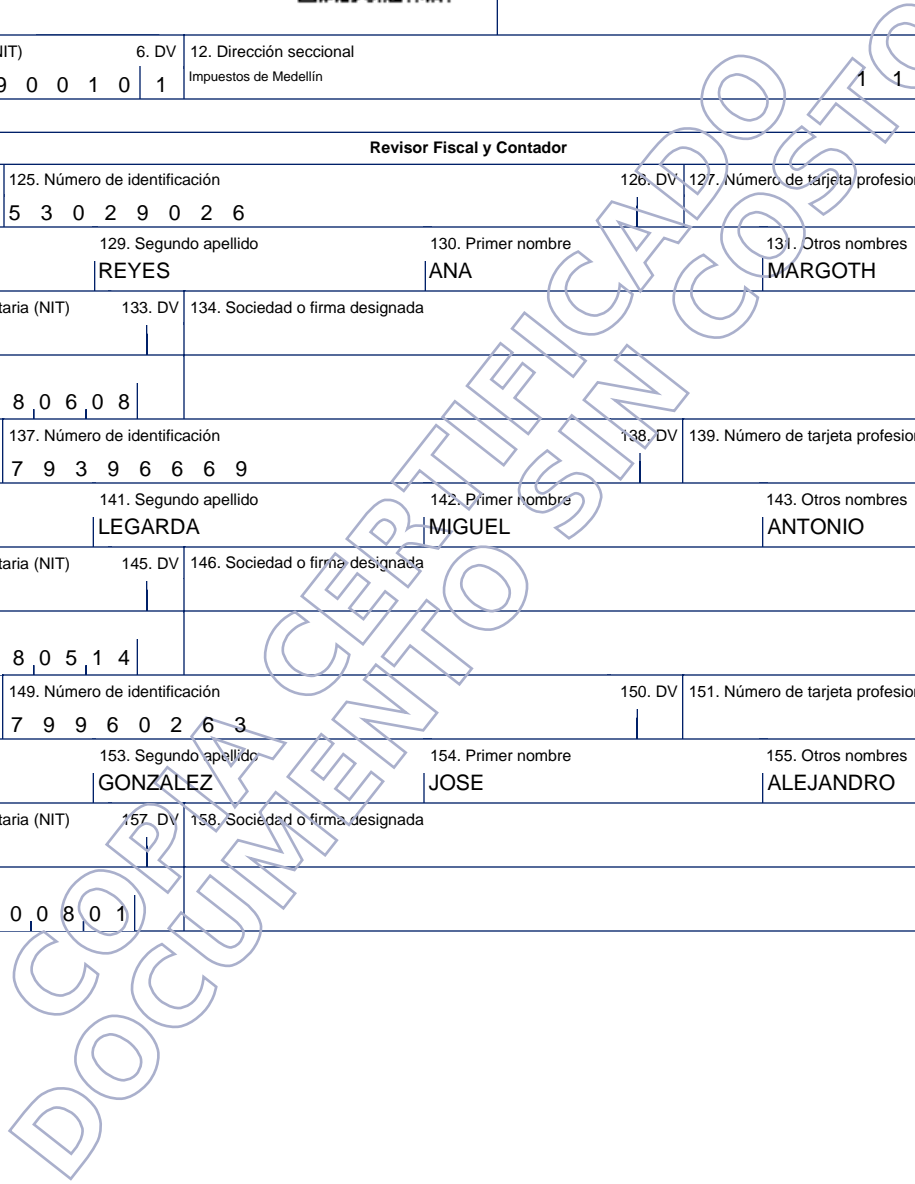 NIT) 6. DV 12. Dirección seccional
9 0 0 1 0 1 Impuestos de Medellín 1 1
Revisor Fiscal y Contador
125. Número de identificación 126. DV 127. Número de tarjeta profesion
5 3 0 2 9 0 2 6
129. Segundo apellido 130. Primer nombre 131. Otros nombres
REYES ANA MARGOTH
taria (NIT) 133. DV 134. Sociedad o firma designada
8 0 6 0 8
137. Número de identificación 138. DV 139. Número de tarjeta profesion
7 9 3 9 6 6 6 9
141. Segundo apellido 142. Primer nombre 143. Otros nombres
LEGARDA MIGUEL ANTONIO
taria (NIT) 145. DV 146. Sociedad o firma designada
8 0 5 1 4
149. Número de identificación 150. DV 151. Número de tarjeta profesion
7 9 9 6 0 2 6 3
153. Segundo apellido 154. Primer nombre 155. Otros nombres
GONZALEZ JOSE ALEJANDRO
taria (NIT) 157. DV 158. Sociedad o firma designada
0 0 8 0 1
COPIA CERTIFICADO
DOCUMENTO SIN COSTO